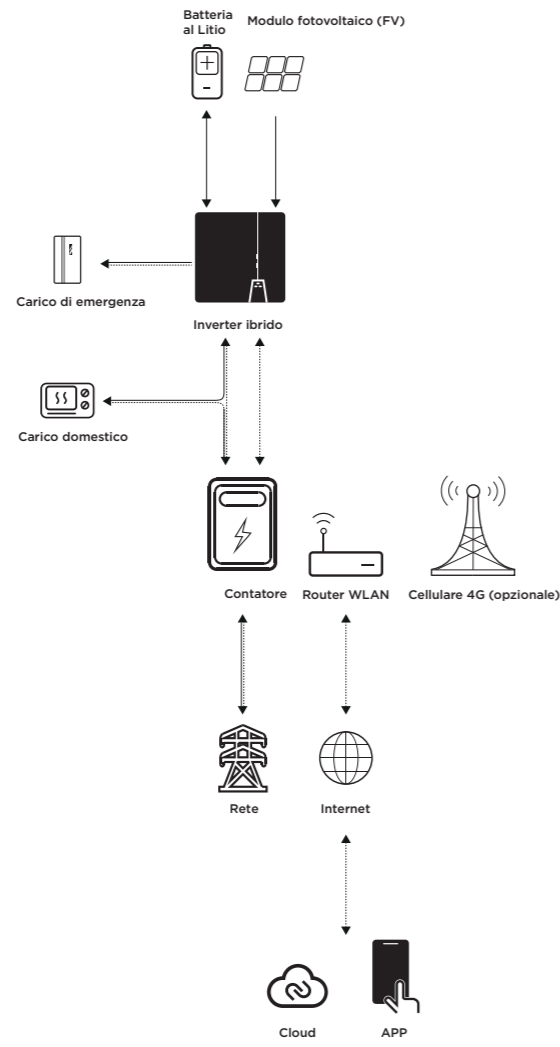 Batteria
al Litio
Modulo fotovoltaico (FV)
Carico di emergenza
Inverter ibrido
Carico domestico
Contatore
Router WLAN
Cellulare 4G (opzionale)
Rete
Internet
Cloud
APP